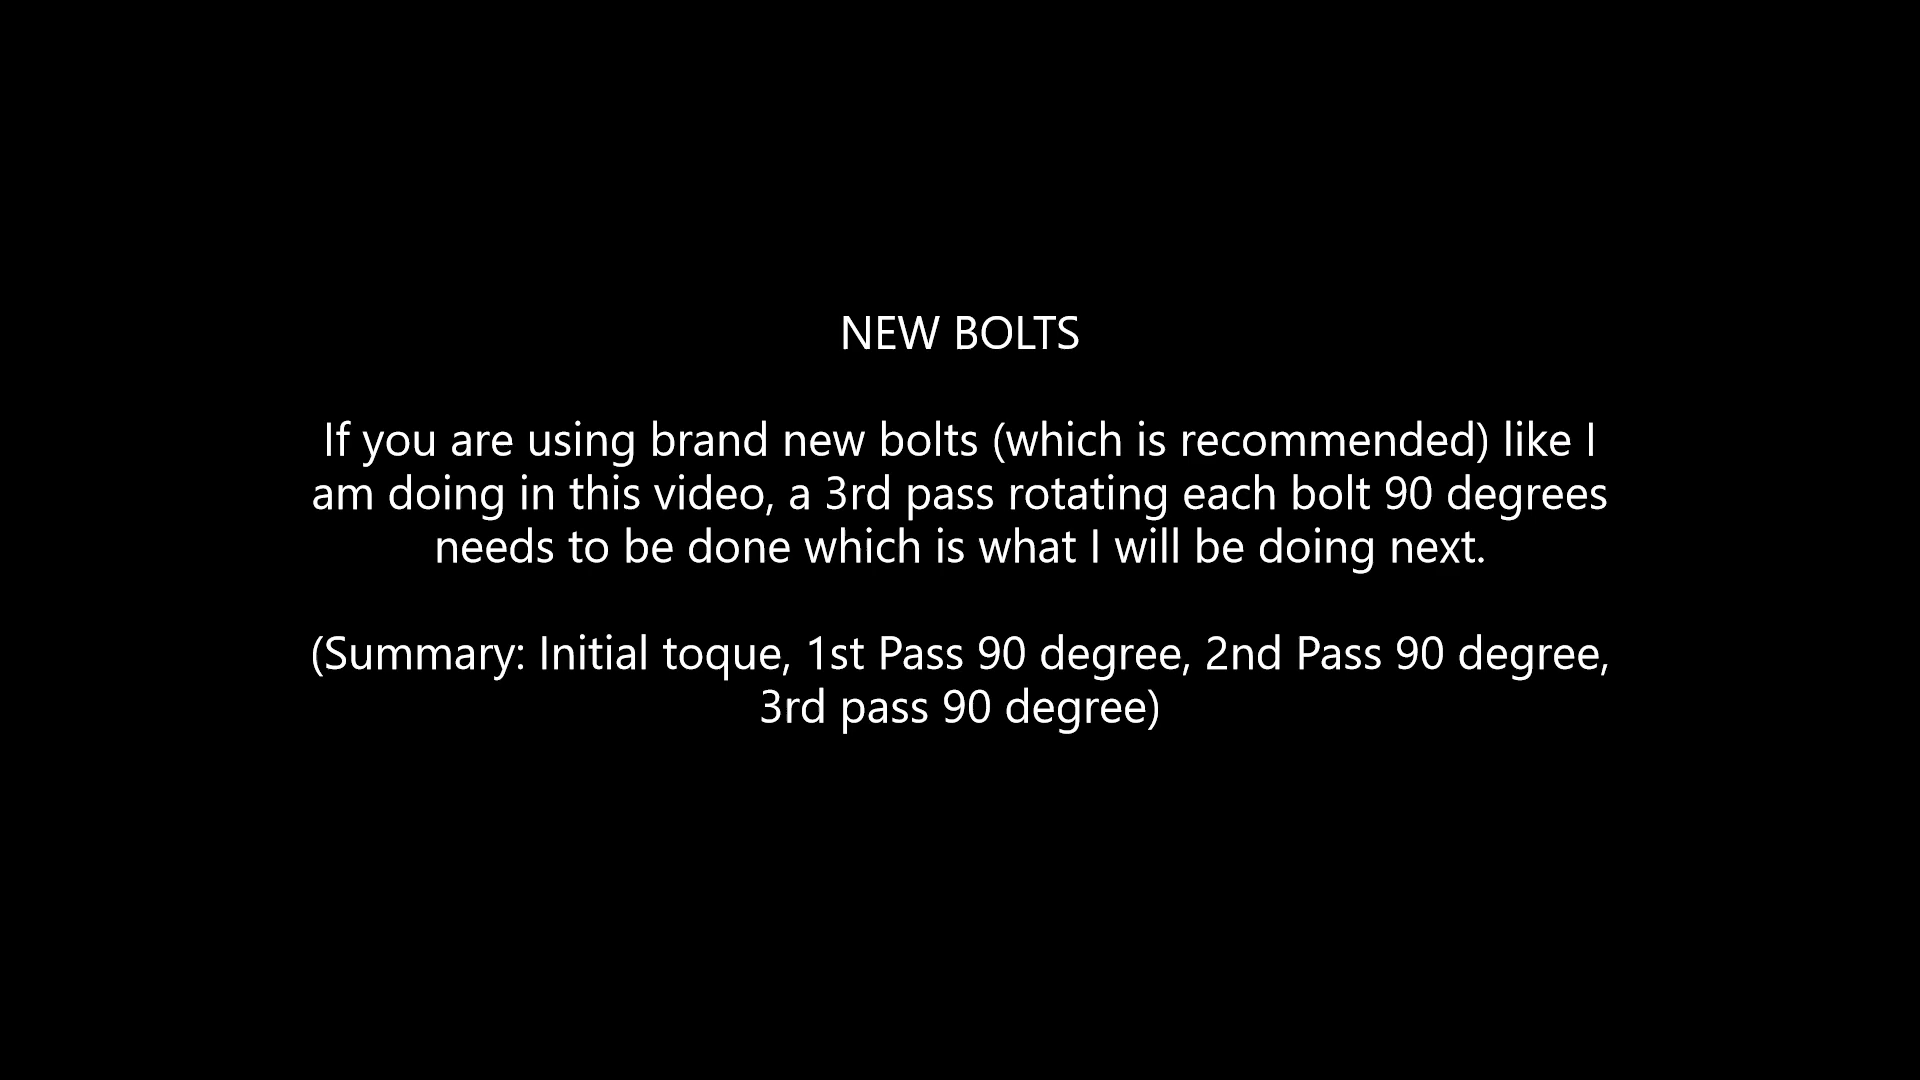 NEW BOLTS
If you are using brand new bolts (which is recommended) like I
am doing in this video, a 3rd pass rotating each bolt 90 degrees
needs to be done which is what I will be doing next.
(Summary: Initial toque, 1st Pass 90 degree, 2nd Pass 90 degree,
3rd pass 90 degree)